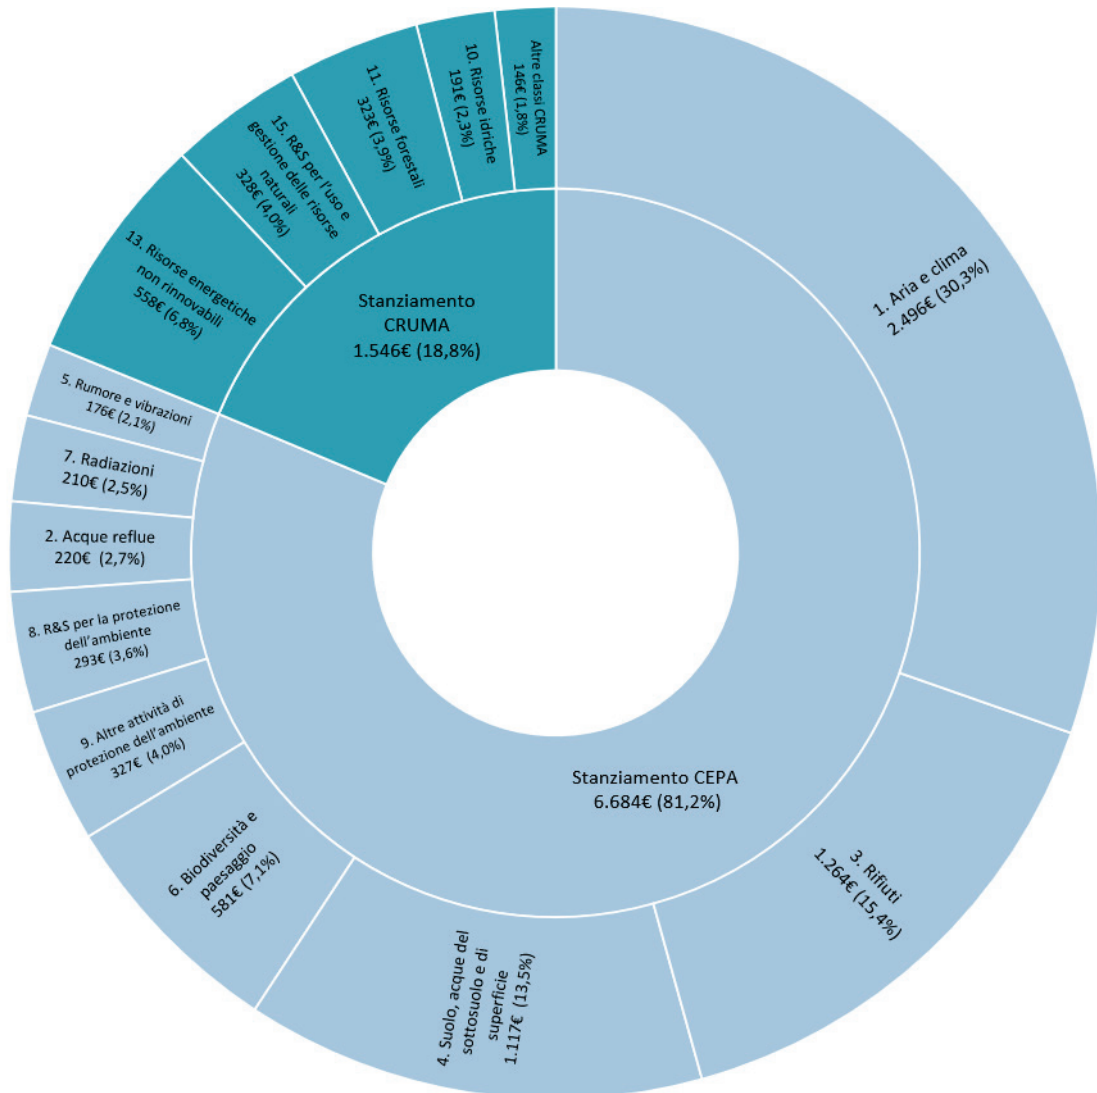 1. Aria e clima
2.496€ (30,3%)
3. Rifiuti
1.264€ (15,4%)
4. Suolo, acque del
sottosuolo e di
superficie
1.117€ (13,5%)
6. Biodiversità e
paesaggio
581€ (7,1%)
9. Altre attività di
protezione dell'ambiente
327€ (4,0%)
8. R&S per la protezione
dell'ambiente
293€ (3,6%)
2. Acque reflue
220€ (2,7%)
7. Radiazioni
210€ (2,5%)
5. Rumore e vibrazioni
176€ (2,1%)
13. Risorse energetiche
non rinnovabili
558€ (6,8%)
15. R&S per l'uso e
gestione delle risorse
naturali
328€ (4,0%)
11. Risorse forestali
323€ (3,9%)
10. Risorse idriche
191€ (2,3%)
Altre classi CRUMA
146€ (1,8%)
Stanziamento
CRUMA
1.546€ (18,8%)
Stanziamento CEPA
6.684€ (81,2%)